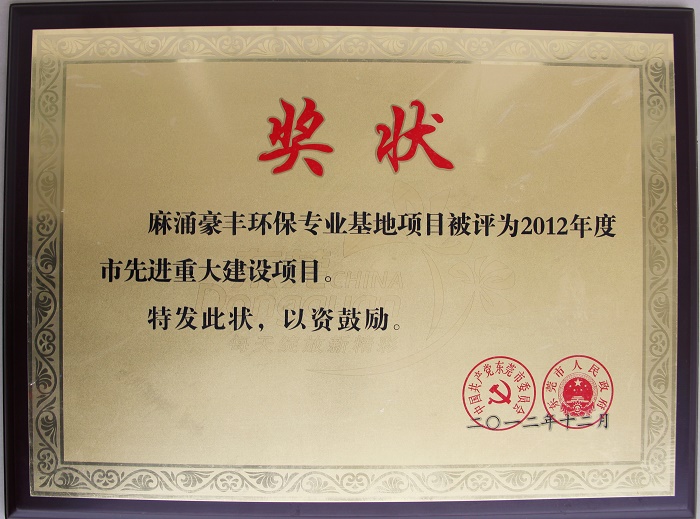 奖状
麻涌豪丰环保专业基地项目被评为2012年度
市先进重大建设项目。
特发此状，以资鼓励。
CHINA
中国共产党东莞市委员会
东莞市人民政府
二〇一二年十二月